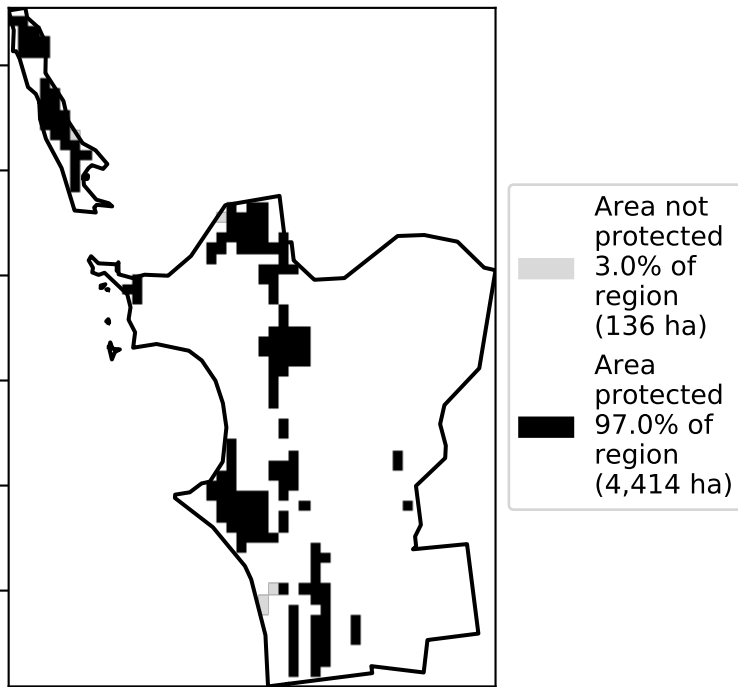 Area not
protected
3.0% of
region
(136 ha)
Area
protected
97.0% of
region
(4,414 ha)